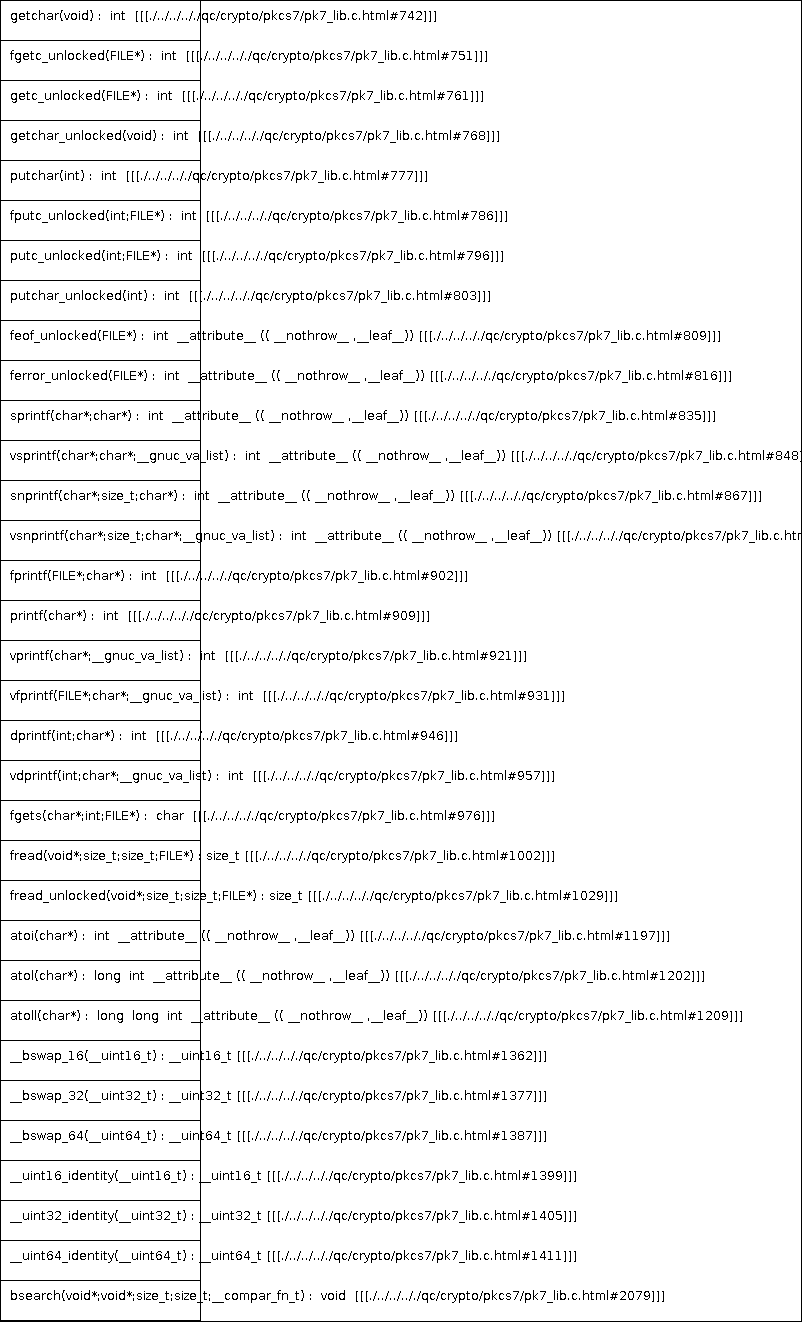 getchar(void) : int [[[./../../../../qc/crypto/pkcs7/pk7_lib.c.html#742]]]
fgetc_unlocked(FILE*) : int [[[./../../../../qc/crypto/pkcs7/pk7_lib.c.html#751]]]
getc_unlocked(FILE*) : int [[[./../../../../qc/crypto/pkcs7/pk7_lib.c.html#761]]]
getchar_unlocked(void) : int [[[./../../../../qc/crypto/pkcs7/pk7_lib.c.html#768]]]
putchar(int) : int [[[./../../../../qc/crypto/pkcs7/pk7_lib.c.html#777]]]
fputc_unlocked(int;FILE*) : int [[[./../../../../qc/crypto/pkcs7/pk7_lib.c.html#786]]]
putc_unlocked(int;FILE*) : int [[[./../../../../qc/crypto/pkcs7/pk7_lib.c.html#796]]]
putchar_unlocked(int) : int [[[./../../../../qc/crypto/pkcs7/pk7_lib.c.html#803]]]
feof_unlocked(FILE*) : int __attribute__ (( __nothrow__ ,__leaf__)) [[[./../../../../qc/crypto/pkcs7/pk7_lib.c.html#809]]]
ferror_unlocked(FILE*) : int __attribute__ (( __nothrow__ ,__leaf__)) [[[./../../../../qc/crypto/pkcs7/pk7_lib.c.html#816]]]
sprintf(char*;char*) : int __attribute__ (( __nothrow__ ,__leaf__)) [[[./../../../../qc/crypto/pkcs7/pk7_lib.c.html#835]]]
vsprintf(char*;char*;__gnuc_va_list) : int __attribute__ (( __nothrow__ ,__leaf__)) [[[./../../../../qc/crypto/pkcs7/pk7_lib.c.html#848]
snprintf(char*;size_t;char*) : int __attribute__ (( __nothrow__ ,__leaf__)) [[[./../../../../qc/crypto/pkcs7/pk7_lib.c.html#867]]]
vsnprintf(char*;size_t;char*;__gnuc_va_list) : int __attribute__ (( __nothrow__ ,__leaf__)) [[[./../../../../qc/crypto/pkcs7/pk7_lib.c.htm
fprintf(FILE*;char*) : int [[[./../../../../qc/crypto/pkcs7/pk7_lib.c.html#902]]]
printf(char*) : int [[[./../../../../qc/crypto/pkcs7/pk7_lib.c.html#909]]]
vprintf(char*;__gnuc_va_list) : int [[[./../../../../qc/crypto/pkcs7/pk7_lib.c.html#921]]]
vfprintf(FILE*;char*;__gnuc_va_list) : int [[[./../../../../qc/crypto/pkcs7/pk7_lib.c.html#931]]]
dprintf(int;char*) : int [[[./../../../../qc/crypto/pkcs7/pk7_lib.c.html#946]]]
vdprintf(int;char*;__gnuc_va_list) : int [[[./../../../../qc/crypto/pkcs7/pk7_lib.c.html#957]]]
fgets(char*;int;FILE*) : char [[[./../../../../qc/crypto/pkcs7/pk7_lib.c.html#976]]]
fread(void*;size_t;size_t;FILE*) : size_t [[[./../../../../qc/crypto/pkcs7/pk7_lib.c.html#1002]]]
fread_unlocked(void*;size_t;size_t;FILE*) : size_t [[[./../../../../qc/crypto/pkcs7/pk7_lib.c.html#1029]]]
atoi(char*) : int __attribute__ (( __nothrow__ ,__leaf__)) [[[./../../../../qc/crypto/pkcs7/pk7_lib.c.html#1197]]]
atol(char*) : long int __attribute__ (( __nothrow__ ,__leaf__)) [[[./../../../../qc/crypto/pkcs7/pk7_lib.c.html#1202]]]
atoll(char*) : long long int __attribute__ (( __nothrow__ ,__leaf__)) [[[./../../../../qc/crypto/pkcs7/pk7_lib.c.html#1209]]]
__bswap_16(__uint16_t) : __uint16_t [[[./../../../../qc/crypto/pkcs7/pk7_lib.c.html#1362]]]
__bswap_32(__uint32_t) : __uint32_t [[[./../../../../qc/crypto/pkcs7/pk7_lib.c.html#1377]]]
__bswap_64(__uint64_t) : __uint64_t [[[./../../../../qc/crypto/pkcs7/pk7_lib.c.html#1387]]]
__uint16_identity(__uint16_t) : __uint16_t [[[./../../../../qc/crypto/pkcs7/pk7_lib.c.html#1399]]]
__uint32_identity(__uint32_t) : __uint32_t [[[./../../../../qc/crypto/pkcs7/pk7_lib.c.html#1405]]]
__uint64_identity(__uint64_t) : __uint64_t [[[./../../../../qc/crypto/pkcs7/pk7_lib.c.html#1411]]]
bsearch(void*;void*;size_t;size_t;__compar_fn_t) : void [[[./../../../../qc/crypto/pkcs7/pk7_lib.c.html#2079]]]